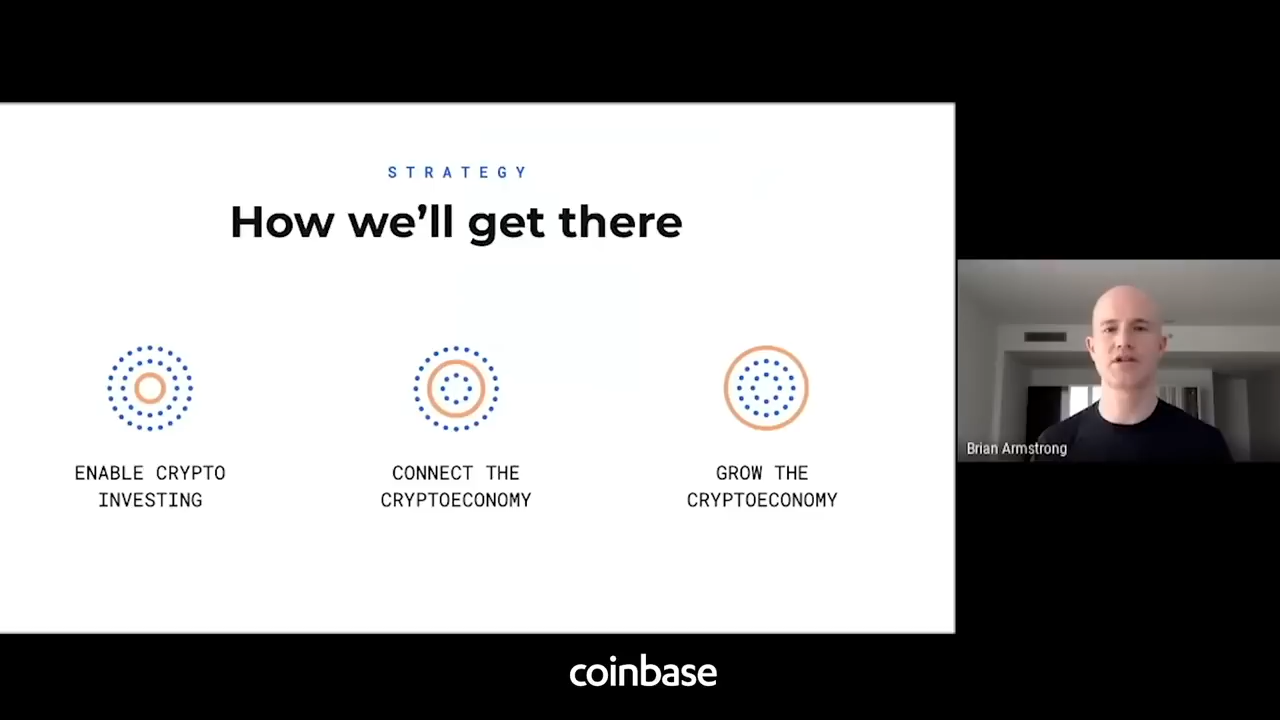 STRATEGY
How we'll get there
ENABLE CRYPTO
INVESTING
CONNECT THE
CRYPTOECONOMY
GROW THE
CRYPTOECONOMY
Brian Armstrong
coinbase